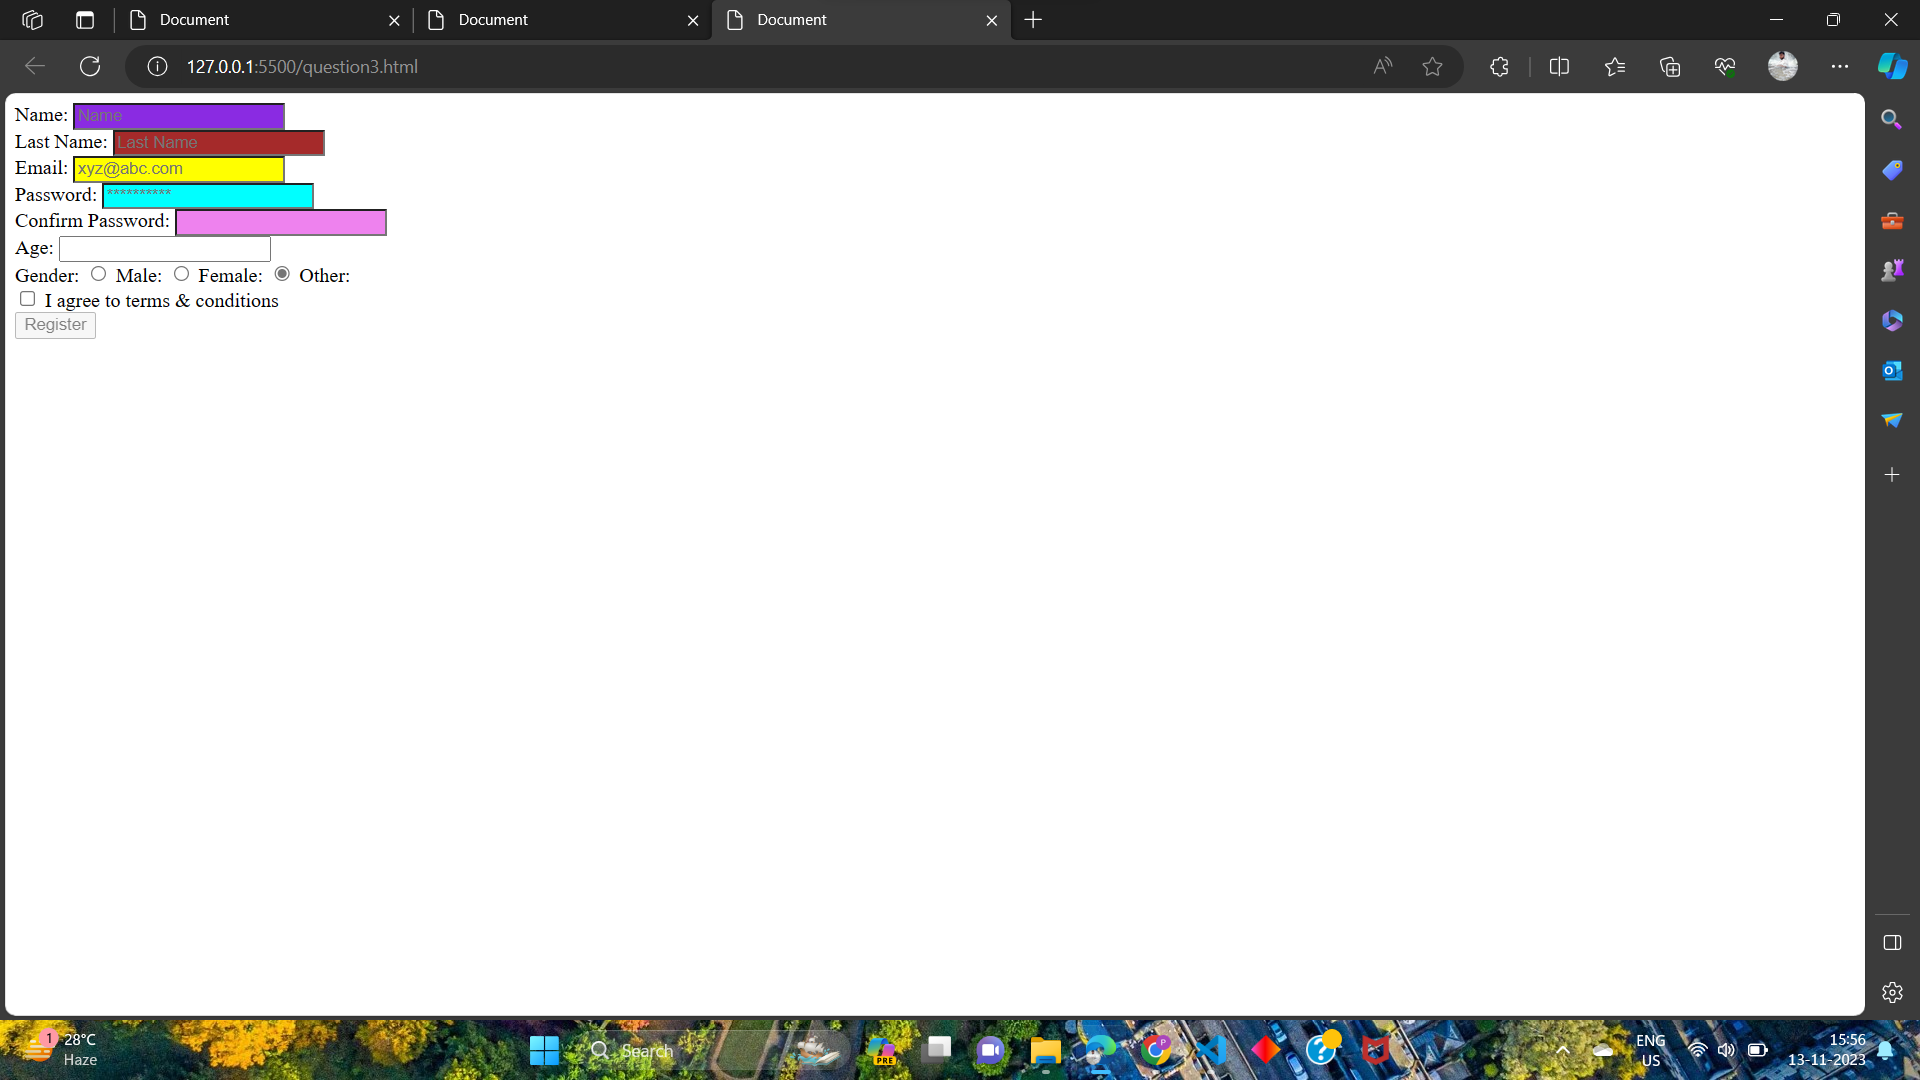 Document
Document
Document
127.0.0.1:5500/question3.html
Name: Name
Last Name: Last Name
Email: xyz@abc.com
Password: **********
Confirm Password:
Age:
Gender: Male: Female: Other:
I agree to terms & conditions
Register
1
28°C
Haze
Search
PRE
ENG
US
15:56
13-11-2023